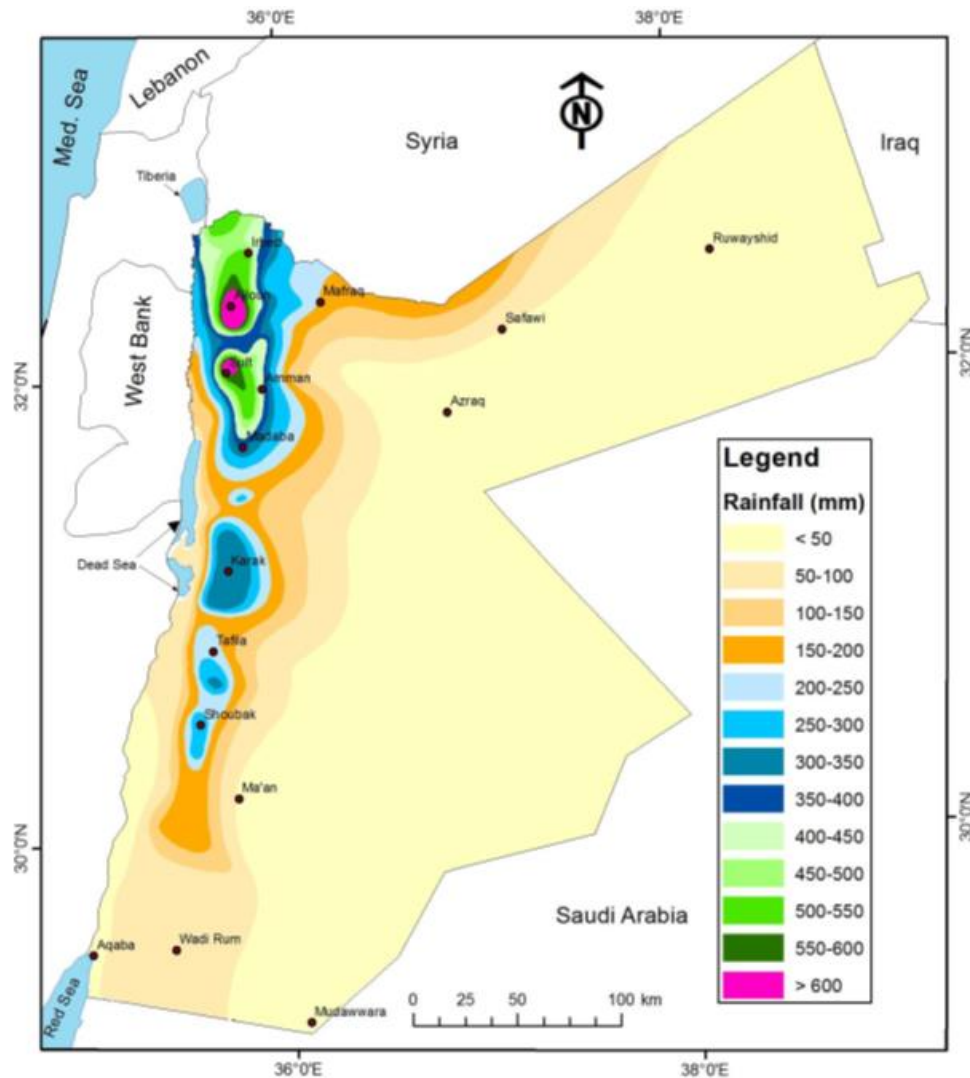 36°0'E
38°0'E
Med. Sea
Lebanon
Syria
Iraq
N
Tiberia
Irbed
Ajloun
Mafraq
Ruwayshid
Safawi
West Bank
32°0'N
32°0'N
Salt
Amman
Azraq
Madaba
Dead Sea
Karak
Tafila
Shoubak
Ma'an
30°0'N
30°0'N
Saudi Arabia
Aqaba
Wadi Rum
Red Sea
Mudawwara
0 25 50 100 km
36°0'E
38°0'E
Legend
Rainfall (mm)
< 50
50-100
100-150
150-200
200-250
250-300
300-350
350-400
400-450
450-500
500-550
550-600
> 600